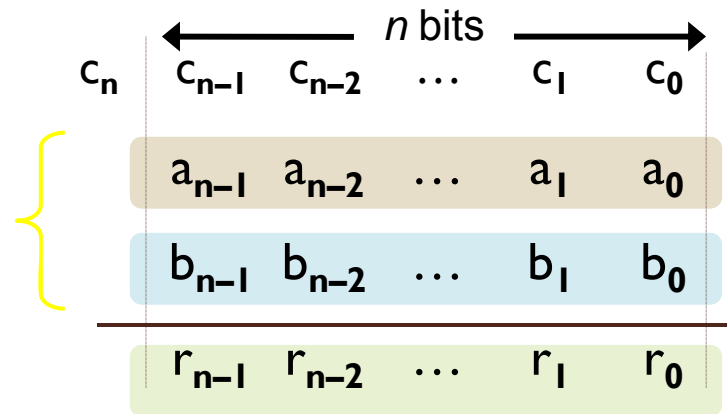 n bits
cₙ cₙ₋₁ cₙ₋₂ … c₁ c₀
aₙ₋₁ aₙ₋₂ … a₁ a₀
bₙ₋₁ bₙ₋₂ … b₁ b₀
rₙ₋₁ rₙ₋₂ … r₁ r₀